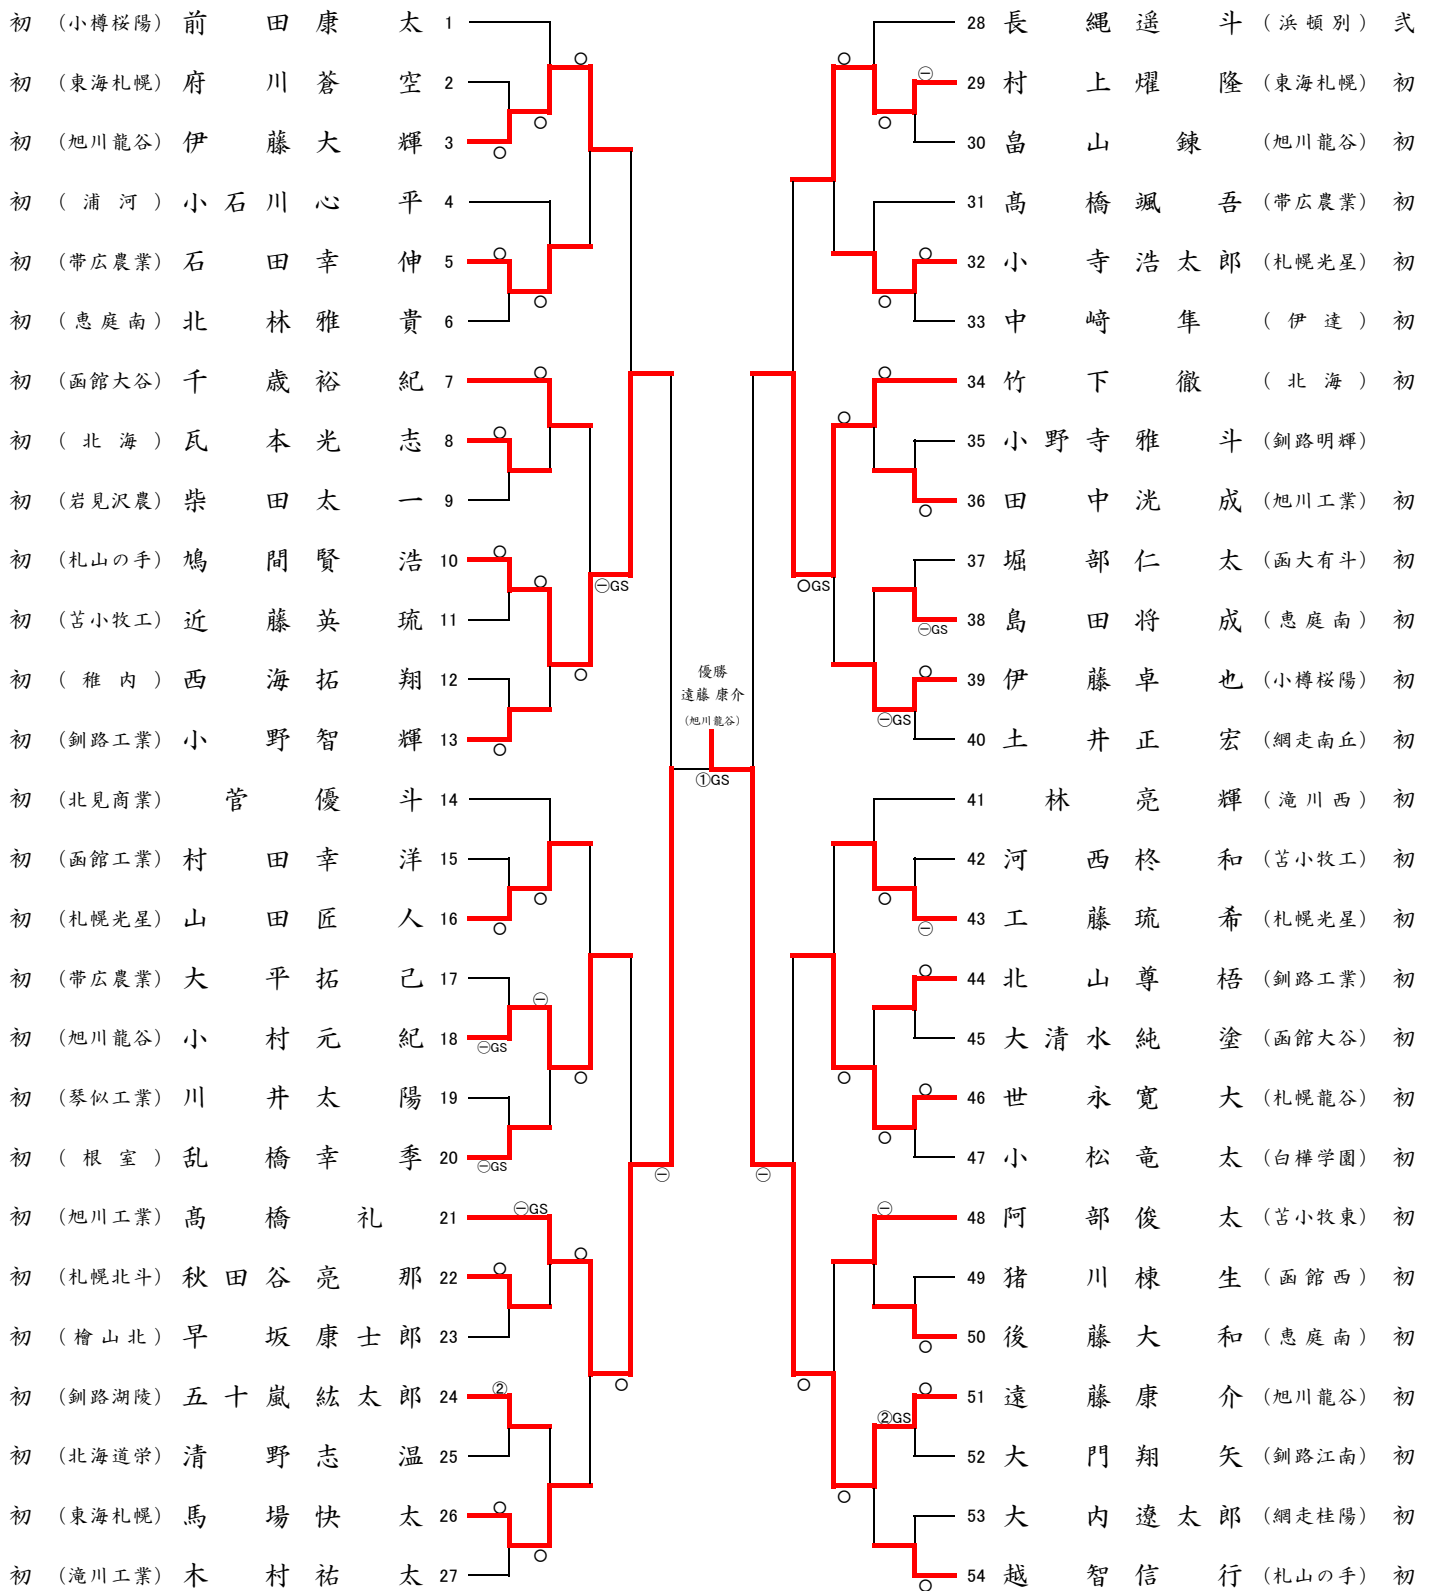 初 (小樽桜陽) 前田康太 1
初 (東海札幌) 府川蒼空 2
初 (旭川龍谷) 伊藤大輝 3
初 (浦河) 小石川心平 4
初 (帯広農業) 石田幸伸 5
初 (恵庭南) 北林雅貴 6
初 (函館大谷) 千歳裕紀 7
初 (北海) 瓦本光志 8
初 (岩見沢農) 柴田太一 9
初 (札山の手) 鳩間賢浩 10
初 (苫小牧工) 近藤英琉 11
初 (稚内) 西海拓翔 12
初 (釧路工業) 小野智輝 13
初 (北見商業) 菅優斗 14
初 (函館工業) 村田幸洋 15
初 (札幌光星) 山田匠人 16
初 (帯広農業) 大平拓己 17
初 (旭川龍谷) 小村元紀 18
初 (琴似工業) 川井太陽 19
初 (根室) 乱橋幸季 20
初 (旭川工業) 髙橋礼 21
初 (札幌北斗) 秋田谷亮那 22
初 (檜山北) 早坂康士郎 23
初 (釧路湖陵) 五十嵐紘太郎 24
初 (北海道栄) 清野志温 25
初 (東海札幌) 馬場快太 26
初 (滝川工業) 木村祐太 27
○
○
○
○
○
○
○
○
○
㊀GS
○
○
○
○
㊀
㊀GS
○
㊀GS
㊀
㊀GS
○
○
○
②
○
○
優勝
遠藤 康介
(旭川龍谷)
①GS
28 長縄遥斗 (浜頓別) 弐
29 村上燿隆 (東海札幌) 初
30 畠山錬 (旭川龍谷) 初
31 髙橋颯吾 (帯広農業) 初
32 小寺浩太郎 (札幌光星) 初
33 中﨑隼 (伊達) 初
34 竹下徹 (北海) 初
35 小野寺雅斗 (釧路明輝)
36 田中洸成 (旭川工業) 初
37 堀部仁太 (函大有斗) 初
38 島田将成 (恵庭南) 初
39 伊藤卓也 (小樽桜陽) 初
40 土井正宏 (網走南丘) 初
41 林亮輝 (滝川西) 初
42 河西柊和 (苫小牧工) 初
43 工藤琉希 (札幌光星) 初
44 北山尊梧 (釧路工業) 初
45 大清水純塗 (函館大谷) 初
46 世永寛大 (札幌龍谷) 初
47 小松竜太 (白樺学園) 初
48 阿部俊太 (苫小牧東) 初
49 猪川棟生 (函館西) 初
50 後藤大和 (恵庭南) 初
51 遠藤康介 (旭川龍谷) 初
52 大門翔矢 (釧路江南) 初
53 大内遼太郎 (網走桂陽) 初
54 越智信行 (札山の手) 初
○
㊀
○
○
○
○
○
○
○GS
㊀GS
○
㊀GS
○
㊀
○
○
○
○
㊀
㊀
○
○
○
②GS
○
○